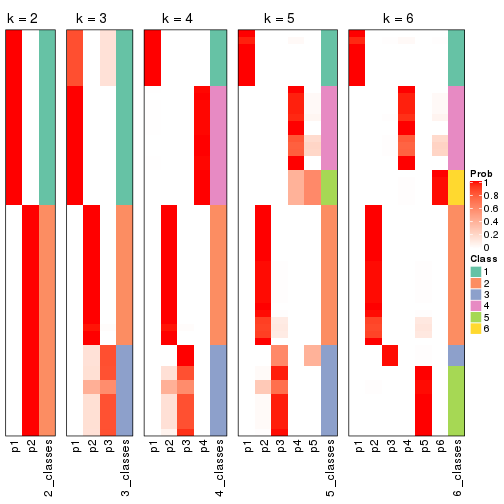 k = 2
k = 3
k = 4
k = 5
k = 6
p1
p2
2_classes
p1
p2
p3
3_classes
p1
p2
p3
p4
4_classes
p1
p2
p3
p4
p5
5_classes
p1
p2
p3
p4
p5
p6
6_classes
Prob
1
0.8
0.6
0.4
0.2
0
Class
1
2
3
4
5
6